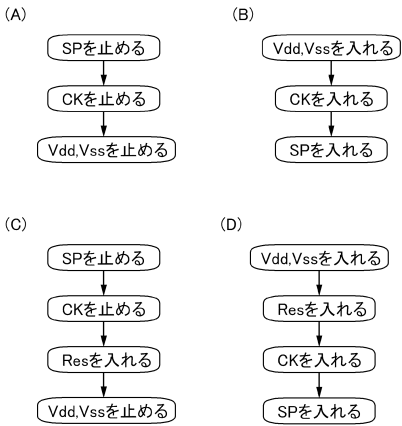 (A)
SPを止める
CKを止める
Vdd,Vssを止める
(B)
Vdd,Vssを入れる
CKを入れる
SPを入れる
(C)
SPを止める
CKを止める
Resを入れる
Vdd,Vssを止める
(D)
Vdd,Vssを入れる
Resを入れる
CKを入れる
SPを入れる